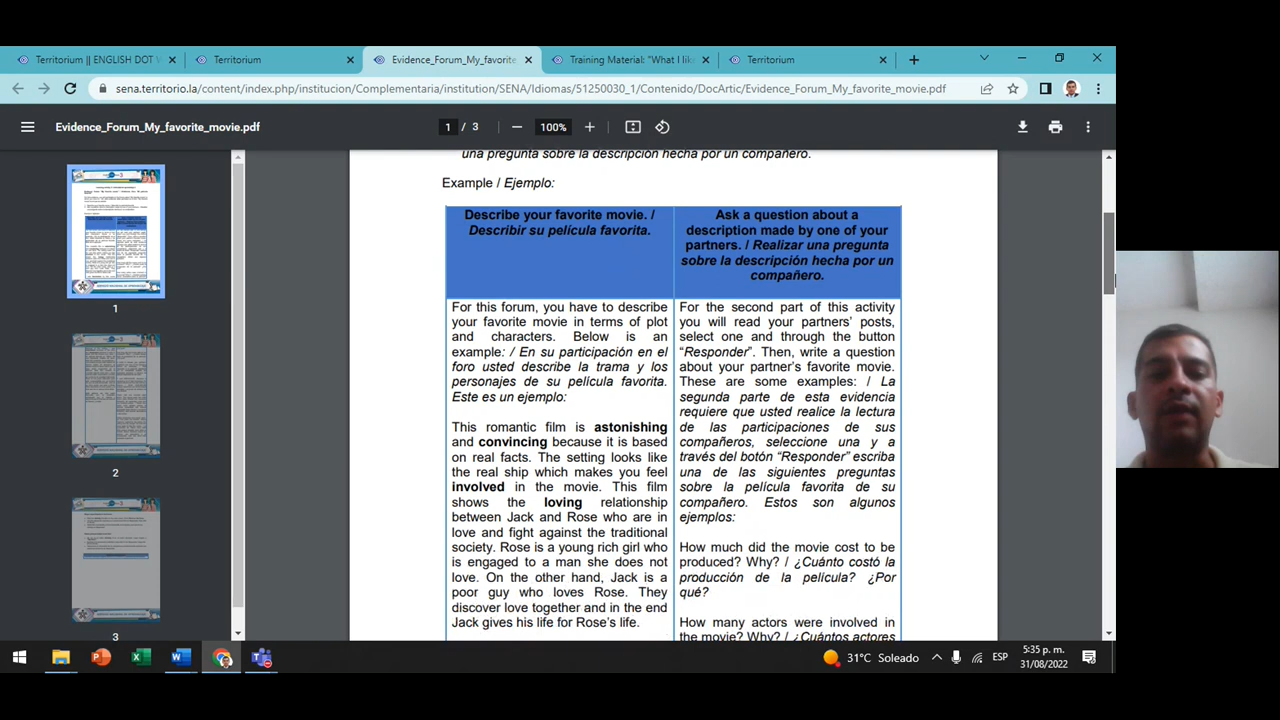 Territorium || ENGLISH DOT
Territorium
Evidence_Forum_My_favorite
Training Material: "What I li
Territorium
sena.territorio.la/content/index.php/institucion/Complementaria/institution/SENA/Idiomas/51250030_1/Contenido/DocArtic/Evidence_Forum_My_favorite_movie.pdf
Evidence_Forum_My_favorite_movie.pdf
1 / 3
100%
una pregunta sobre la descripción hecha por un compañero.
Example / Ejemplo:
Describe your favorite movie. /
Describir su película favorita.
Ask a question about a
description made by one of your
partners. / Realizar una pregunta
sobre la descripción hecha por un
compañero.
For this forum, you have to describe
your favorite movie in terms of plot
and characters. Below is an
example: / En su participación en el
foro usted describe la trama y los
personajes de su película favorita.
Este es un ejemplo:
This romantic film is astonishing
and convincing because it is based
on real facts. The setting looks like
the real ship which makes you feel
involved in the movie. This film
shows the loving relationship
between Jack and Rose who are in
love and fight against the traditional
society. Rose is a young rich girl who
is engaged to a man she does not
love. On the other hand, Jack is a
poor guy who loves Rose. They
discover love together and in the end
Jack gives his life for Rose's life.
For the second part of this activity
you will read your partners' posts,
select one and through the button
"Responder". Then, write a question
about your partner's favorite movie.
These are some examples: / La
segunda parte de esta evidencia
requiere que usted realice la lectura
de las participaciones de sus
compañeros, seleccione una y a
través del botón "Responder" escriba
una de las siguientes preguntas
sobre la película favorita de su
compañero. Estos son algunos
ejemplos:
How much did the movie cost to be
produced? Why? / ¿Cuánto costó la
producción de la película? ¿Por
qué?
How many actors were involved in
the movie? Why? / ¿Cuántos actores
1
2
3
31°C Soleado
ESP
5:35 p. m.
31/08/2022